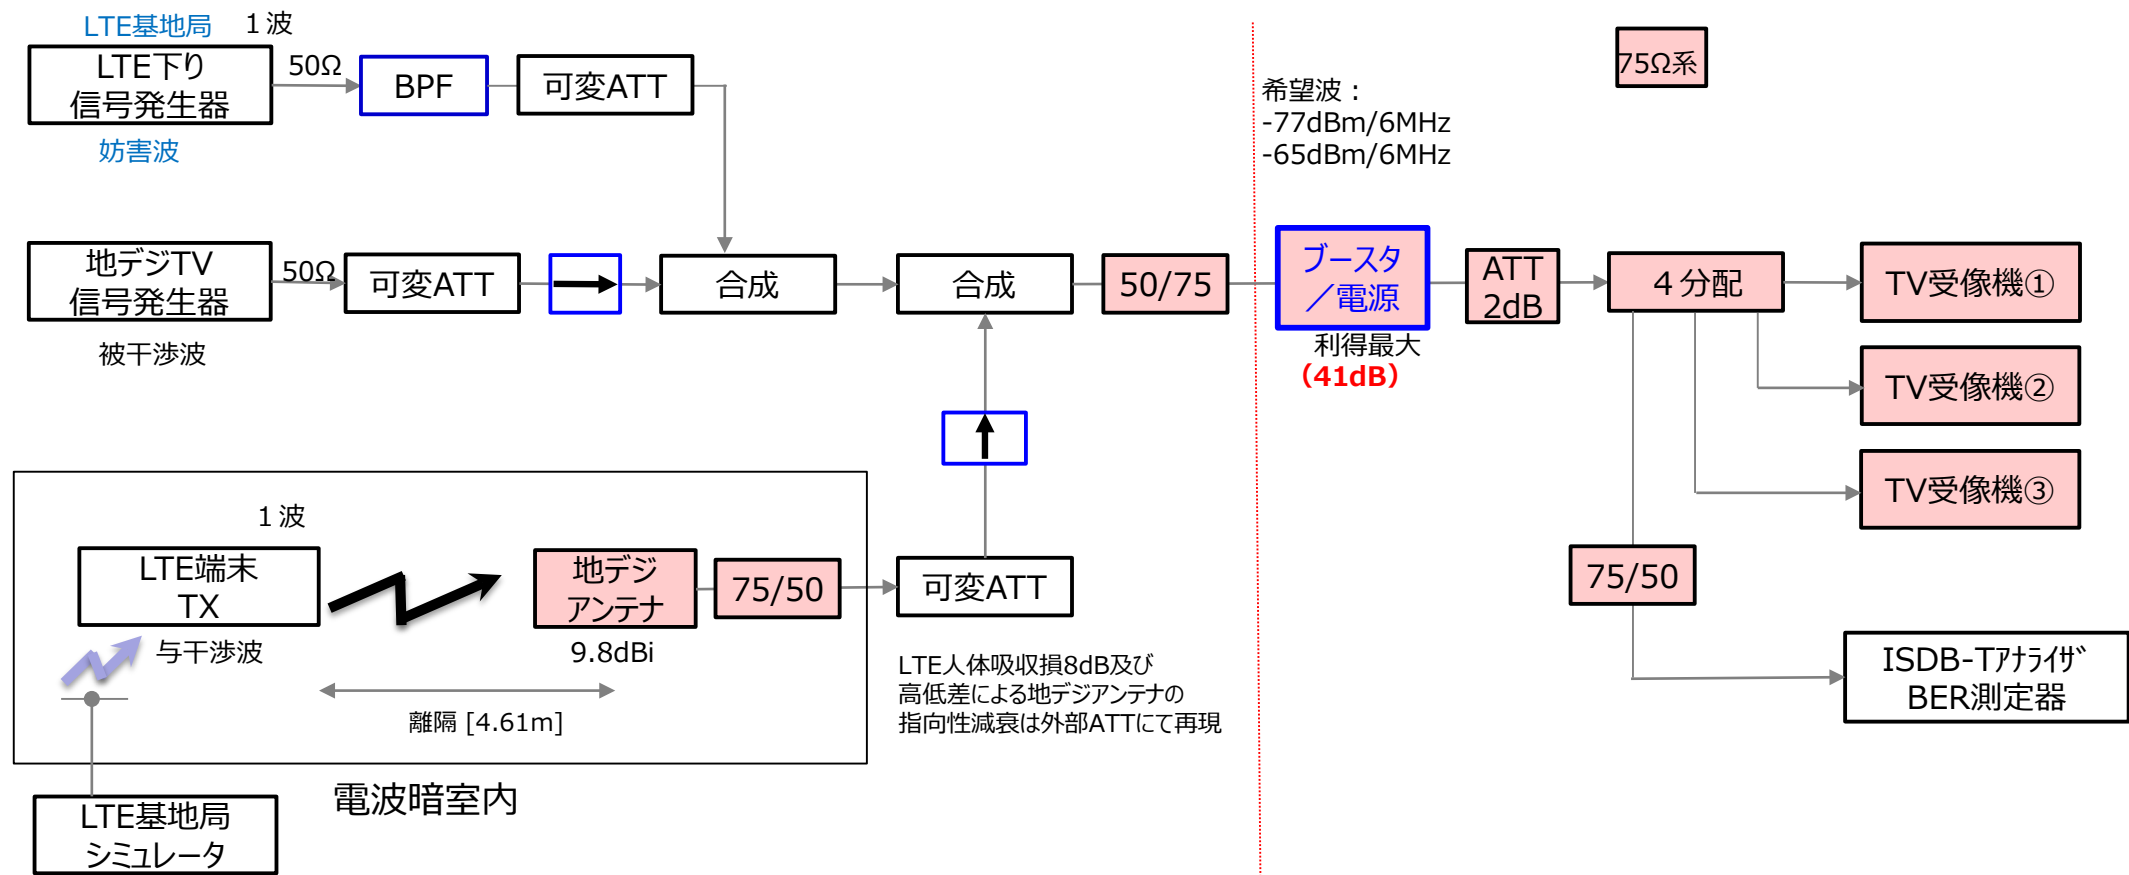 LTE基地局
1波
LTE下り
信号発生器
50Ω
BPF
可変ATT
妨害波
希望波：
-77dBm/6MHz
-65dBm/6MHz
75Ω系
地デジTV
信号発生器
50Ω
可変ATT
合成
合成
50/75
ブースタ
／電源
ATT
2dB
４分配
TV受像機①
被干渉波
利得最大
（41dB）
TV受像機②
TV受像機③
1波
LTE端末
TX
地デジ
アンテナ
75/50
可変ATT
75/50
与干渉波
9.8dBi
離隔 [4.61m]
LTE人体吸収損8dB及び
高低差による地デジアンテナの
指向性減衰は外部ATTにて再現
ISDB-Tｱﾅﾗｲｻﾞ
BER測定器
電波暗室内
LTE基地局
シミュレータ